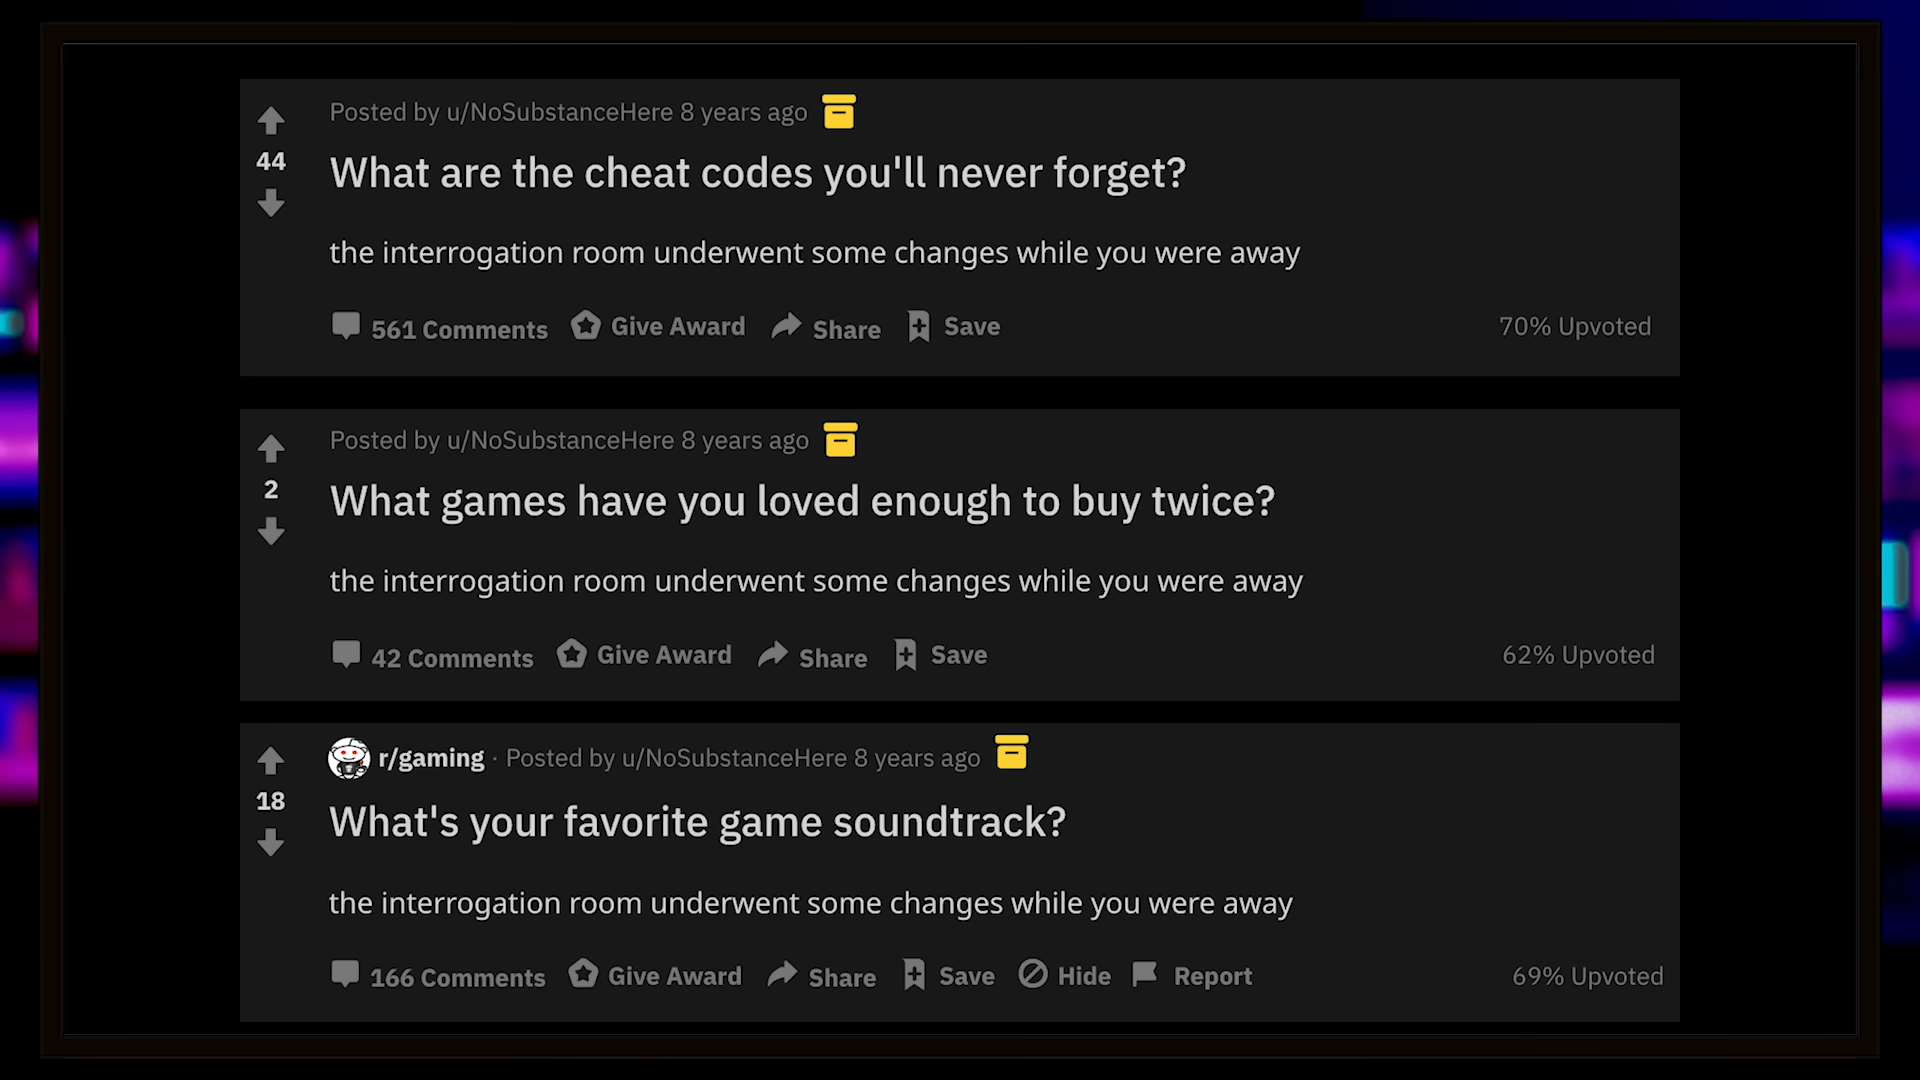 Posted by u/NoSubstanceHere 8 years ago
44
What are the cheat codes you'll never forget?
the interrogation room underwent some changes while you were away
561 Comments Give Award Share Save 70% Upvoted
Posted by u/NoSubstanceHere 8 years ago
2
What games have you loved enough to buy twice?
the interrogation room underwent some changes while you were away
42 Comments Give Award Share Save 62% Upvoted
r/gaming · Posted by u/NoSubstanceHere 8 years ago
18
What's your favorite game soundtrack?
the interrogation room underwent some changes while you were away
166 Comments Give Award Share Save Hide Report 69% Upvoted